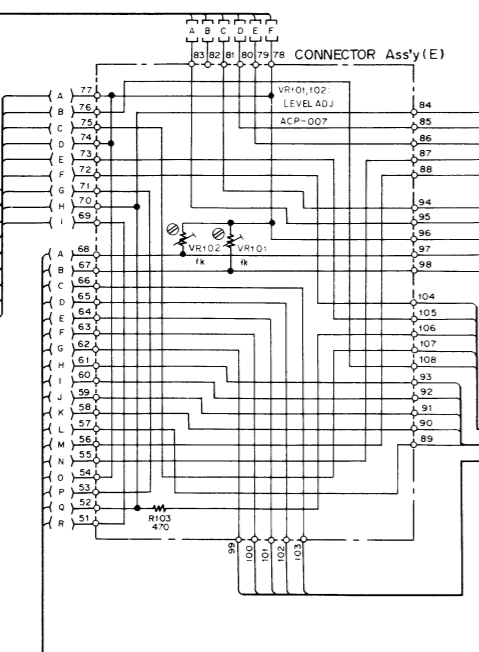 A B C D E F
83 82 81 80 79 78 CONNECTOR Ass'y (E)
A 77
B 76
C 75
D 74
E 73
F 72
G 71
H 70
I 69
VR101,102:
LEVEL ADJ
ACP-007
84
85
86
87
88
94
95
96
97
98
VR102 VR101
1k 1k
A 68
B 67
C 66
D 65
E 64
F 63
G 62
H 61
I 60
J 59
K 58
L 57
M 56
N 55
O 54
P 53
Q 52
R 51
104
105
106
107
108
93
92
91
90
89
R103
470
99 100 101 102 103